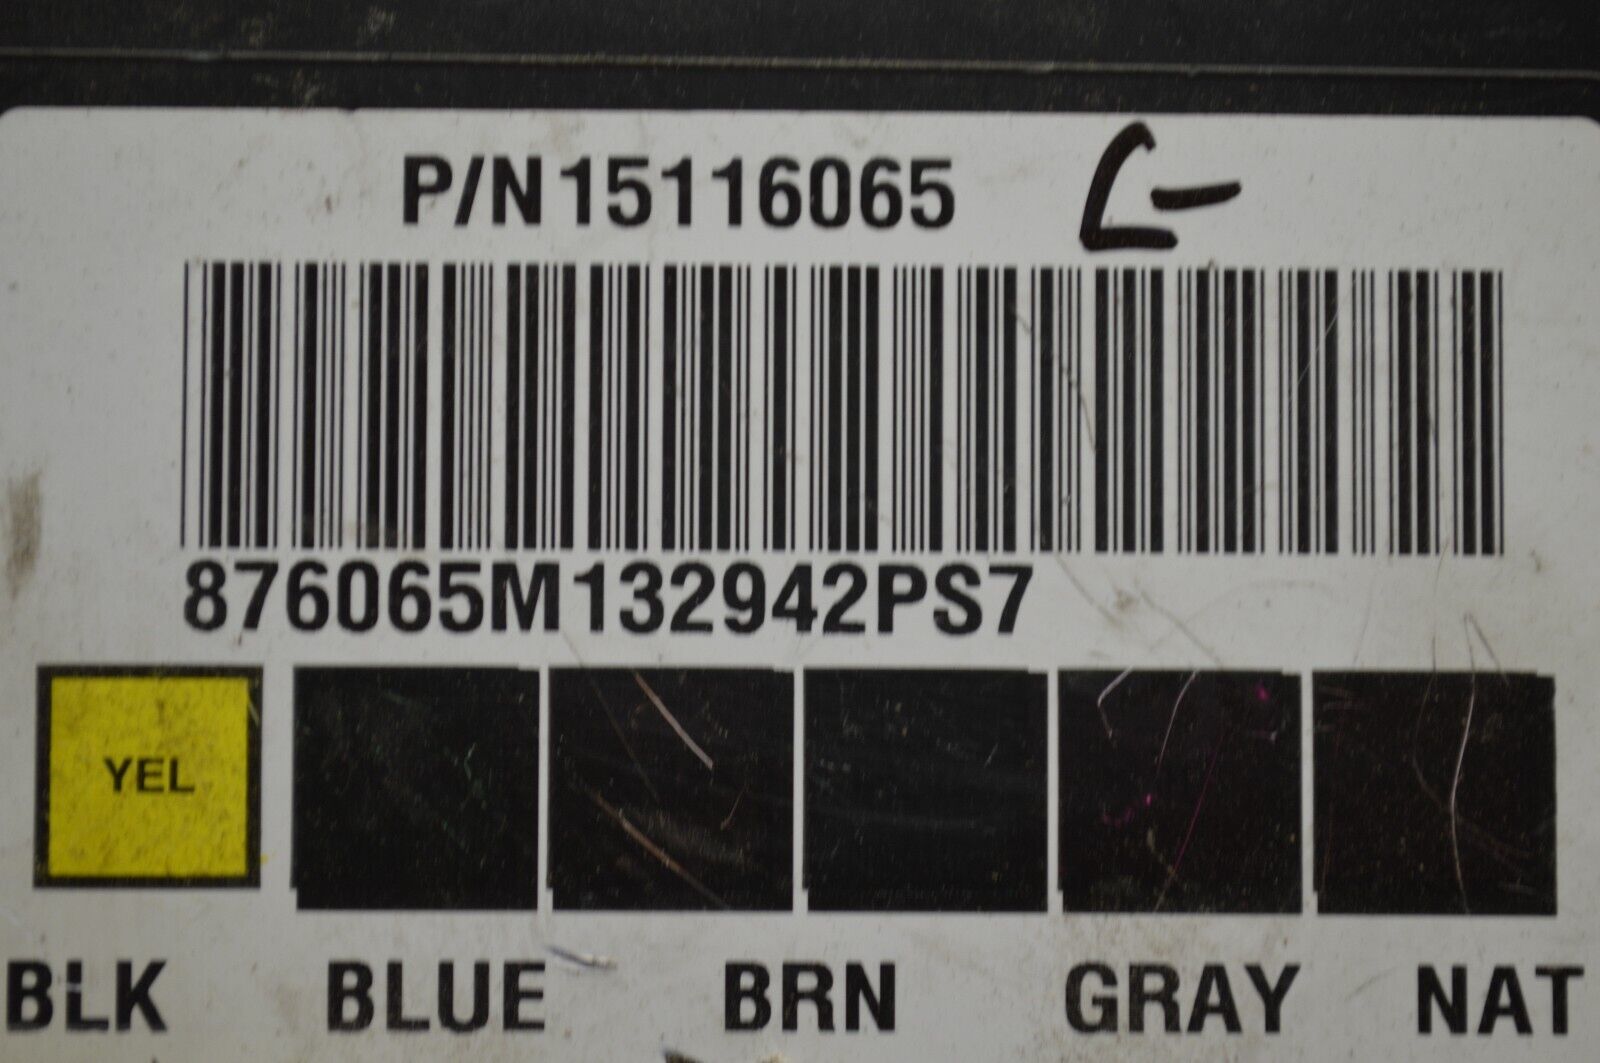 P/N 15116065 C-
876065M132942PS7
YEL
BLK BLUE BRN GRAY NAT